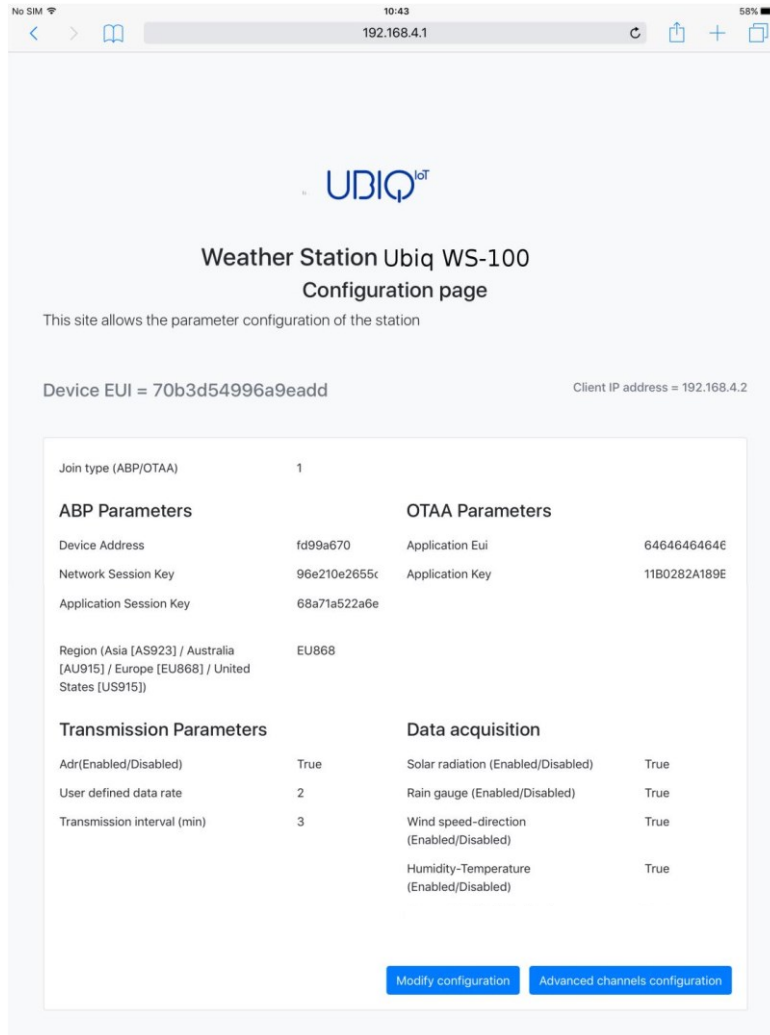 No SIM 10:43 58%
192.168.4.1
UBIQ IoT
Weather Station Ubiq WS-100
Configuration page
This site allows the parameter configuration of the station
Device EUI = 70b3d54996a9eadd Client IP address = 192.168.4.2
Join type (ABP/OTAA) 1
ABP Parameters OTAA Parameters
Device Address fd99a670 Application Eui 64646464646
Network Session Key 96e210e2655c Application Key 11B0282A189E
Application Session Key 68a71a522a6e
Region (Asia [AS923] / Australia EU868
[AU915] / Europe [EU868] / United
States [US915])
Transmission Parameters Data acquisition
Adr(Enabled/Disabled) True Solar radiation (Enabled/Disabled) True
User defined data rate 2 Rain gauge (Enabled/Disabled) True
Transmission interval (min) 3 Wind speed-direction True
(Enabled/Disabled)
Humidity-Temperature True
(Enabled/Disabled)
Modify configuration Advanced channels configuration